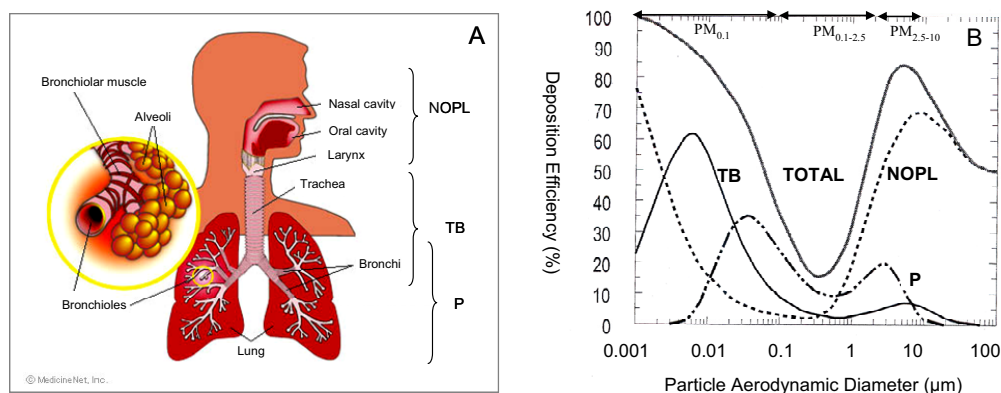 A
Bronchiolar muscle
Alveoli
Bronchioles
Nasal cavity
Oral cavity
Larynx
Trachea
Bronchi
Lung
NOPL
TB
P
© MedicineNet, Inc.
B
PM0.1
PM0.1-2.5
PM2.5-10
Deposition Efficiency (%)
100
90
80
70
60
50
40
30
20
10
0
TB
TOTAL
NOPL
P
0.001
0.01
0.1
1
10
100
Particle Aerodynamic Diameter (µm)